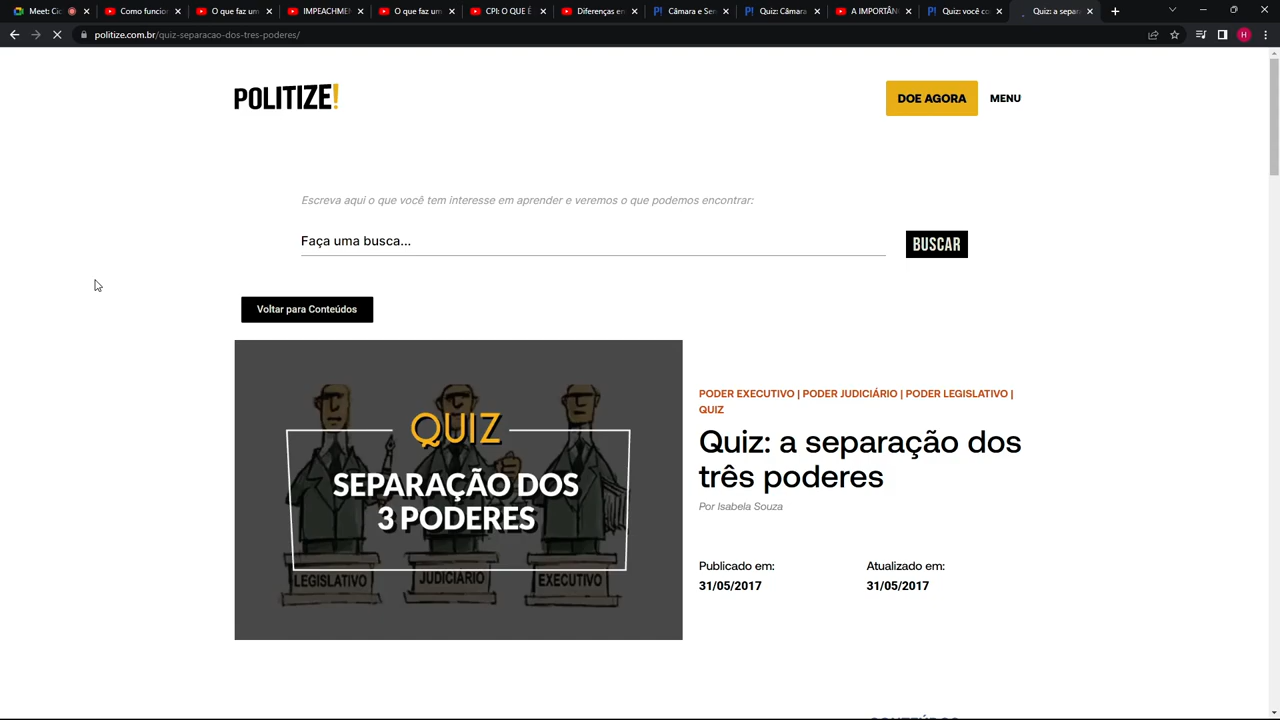 Meet: Cic
Como funcio
O que faz um
IMPEACHME
O que faz um
CPI: O QUE É
Diferenças en
Câmara e Sen
Quiz: Câmar
A IMPORTÂN
Quiz: você co
Quiz: a separ
politize.com.br/quiz-separacao-dos-tres-poderes/
H
POLITIZE!
DOE AGORA
MENU
Escreva aqui o que você tem interesse em aprender e veremos o que podemos encontrar:
Faça uma busca...
BUSCAR
Voltar para Conteúdos
QUIZ
SEPARAÇÃO DOS
3 PODERES
LEGISLATIVO
JUDICIÁRIO
EXECUTIVO
PODER EXECUTIVO | PODER JUDICIÁRIO | PODER LEGISLATIVO |
QUIZ
Quiz: a separação dos
três poderes
Por Isabela Souza
Publicado em:
31/05/2017
Atualizado em:
31/05/2017